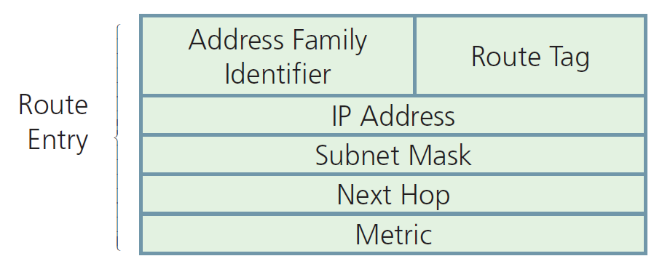 Route
Entry
Address Family
Identifier
Route Tag
IP Address
Subnet Mask
Next Hop
Metric